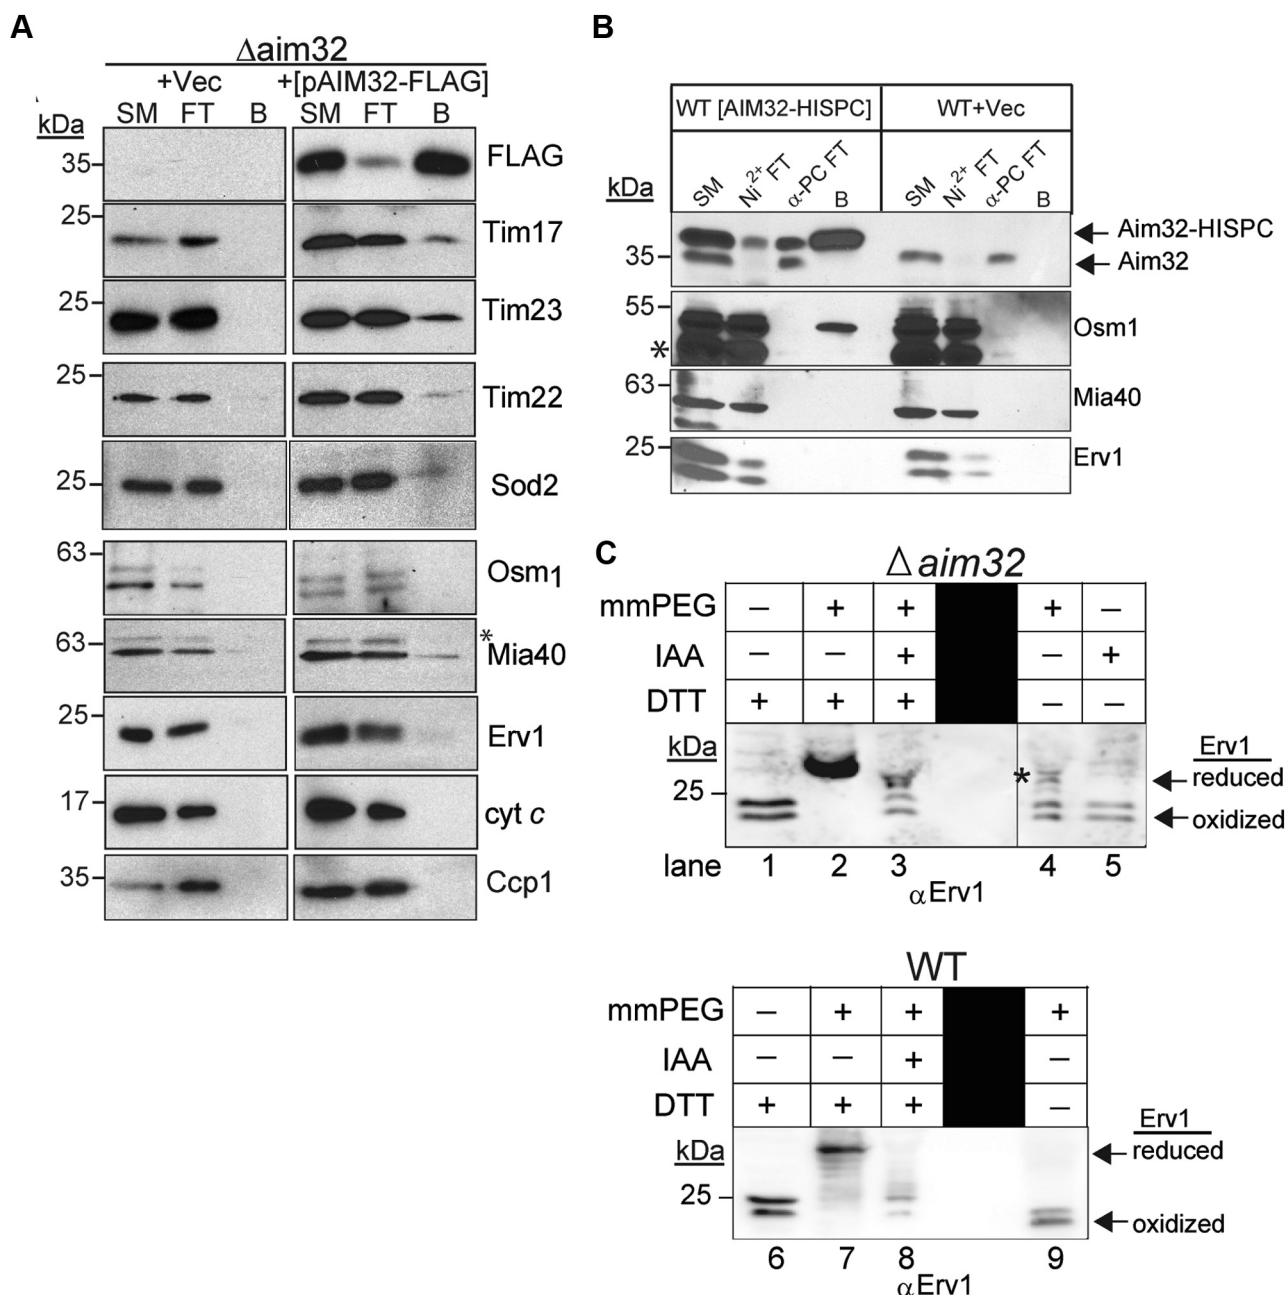 A
Δaim32
+Vec +[pAIM32-FLAG]
kDa SM FT B SM FT B
35 FLAG
25 Tim17
25 Tim23
25 Tim22
25 Sod2
63 Osm1
63 * Mia40
25 Erv1
17 cyt c
35 Ccp1
B
WT [AIM32-HISPC] WT+Vec
kDa SM Ni2+ FT α-PC FT B SM Ni2+ FT α-PC FT B
Aim32-HISPC
35 Aim32
55 Osm1
*
63 Mia40
25 Erv1
C
Δaim32
mmPEG − + + + −
IAA − − + − +
DTT + + + − −
kDa Erv1
* reduced
25
oxidized
lane 1 2 3 4 5
αErv1
WT
mmPEG − + + +
IAA − − + −
DTT + + + −
Erv1
kDa reduced
25
oxidized
6 7 8 9
αErv1